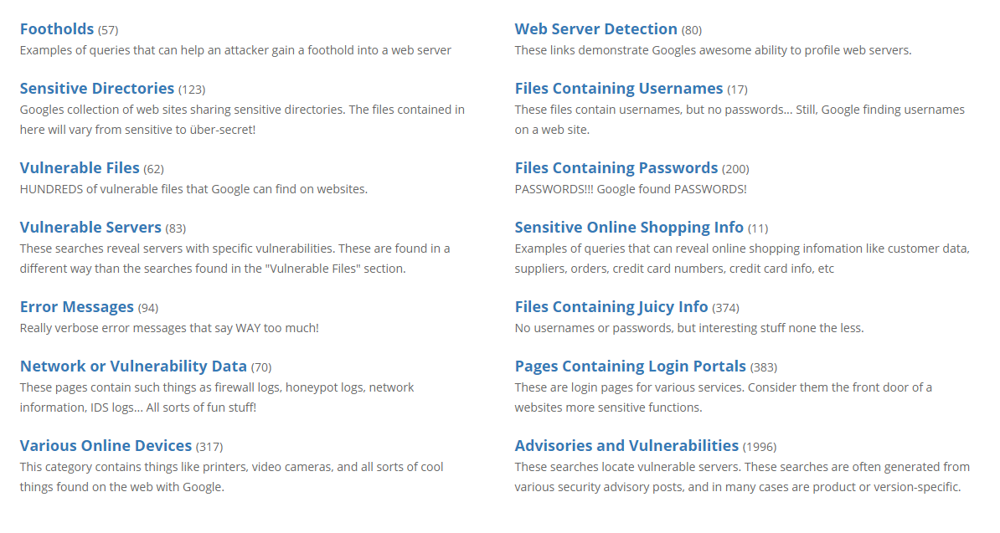 Footholds (57)
Examples of queries that can help an attacker gain a foothold into a web server
Sensitive Directories (123)
Googles collection of web sites sharing sensitive directories. The files contained in
here will vary from sensitive to über-secret!
Vulnerable Files (62)
HUNDREDS of vulnerable files that Google can find on websites.
Vulnerable Servers (83)
These searches reveal servers with specific vulnerabilities. These are found in a
different way than the searches found in the "Vulnerable Files" section.
Error Messages (94)
Really verbose error messages that say WAY too much!
Network or Vulnerability Data (70)
These pages contain such things as firewall logs, honeypot logs, network
information, IDS logs... All sorts of fun stuff!
Various Online Devices (317)
This category contains things like printers, video cameras, and all sorts of cool
things found on the web with Google.
Web Server Detection (80)
These links demonstrate Googles awesome ability to profile web servers.
Files Containing Usernames (17)
These files contain usernames, but no passwords... Still, Google finding usernames
on a web site.
Files Containing Passwords (200)
PASSWORDS!!! Google found PASSWORDS!
Sensitive Online Shopping Info (11)
Examples of queries that can reveal online shopping infomation like customer data,
suppliers, orders, credit card numbers, credit card info, etc
Files Containing Juicy Info (374)
No usernames or passwords, but interesting stuff none the less.
Pages Containing Login Portals (383)
These are login pages for various services. Consider them the front door of a
websites more sensitive functions.
Advisories and Vulnerabilities (1996)
These searches locate vulnerable servers. These searches are often generated from
various security advisory posts, and in many cases are product or version-specific.